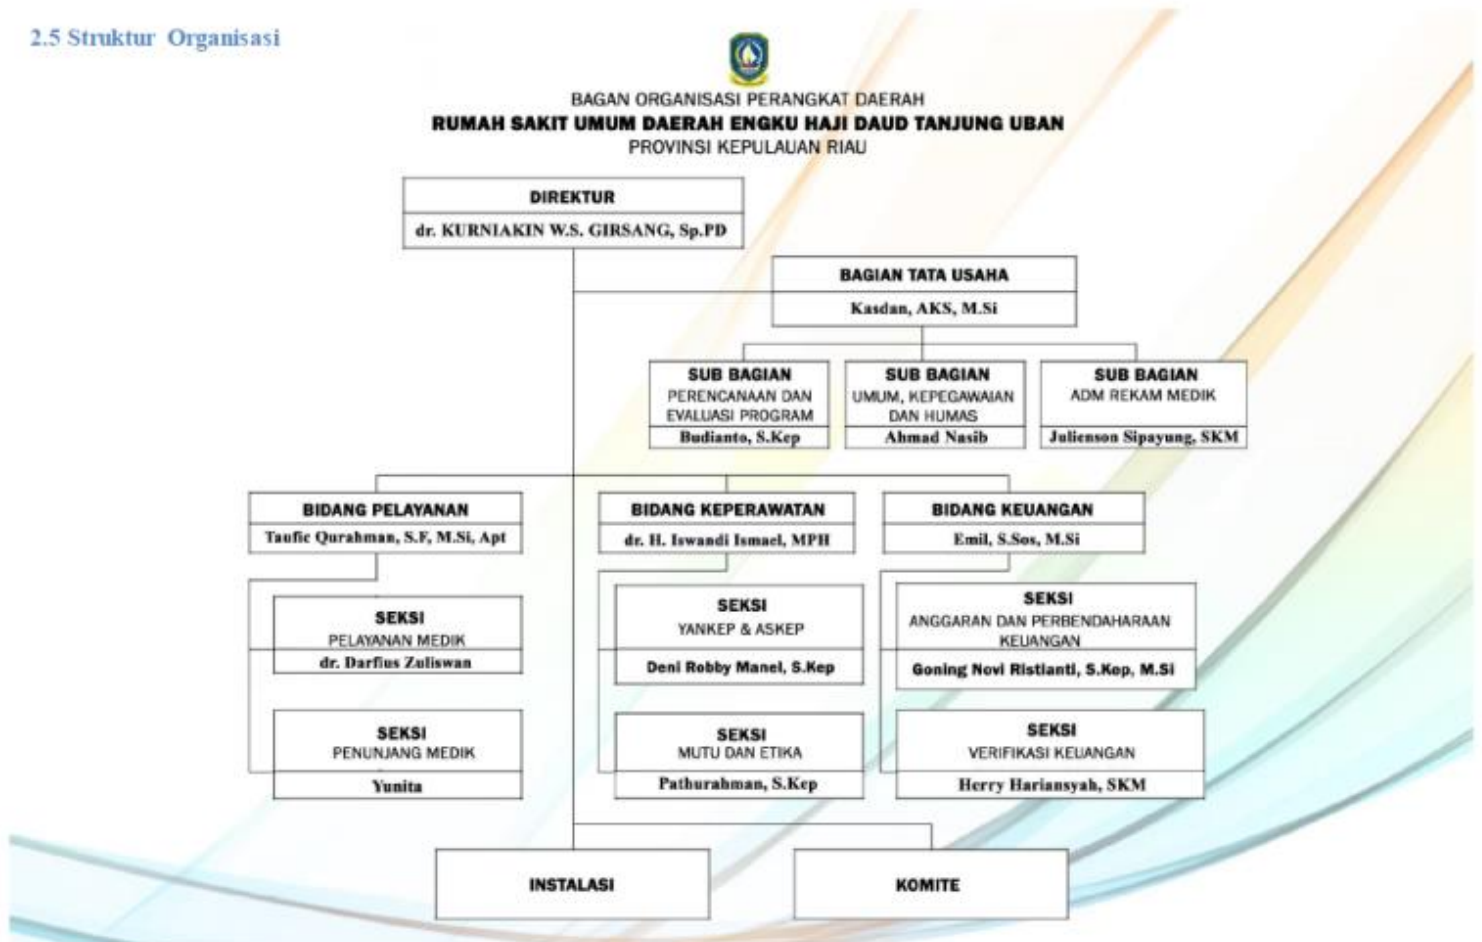 2.5 Struktur Organisasi
BAGAN ORGANISASI PERANGKAT DAERAH
RUMAH SAKIT UMUM DAERAH ENGKU HAJI DAUD TANJUNG UBAN
PROVINSI KEPULAUAN RIAU
DIREKTUR
dr. KURNIAKIN W.S. GIRSANG, Sp.PD
BAGIAN TATA USAHA
Kasdan, AKS, M.Si
SUB BAGIAN
PERENCANAAN DAN
EVALUASI PROGRAM
Budianto, S.Kep
SUB BAGIAN
UMUM, KEPEGAWAIAN
DAN HUMAS
Ahmad Nasib
SUB BAGIAN
ADM REKAM MEDIK
Julienson Sipayung, SKM
BIDANG PELAYANAN
Taufic Qurahman, S.F, M.Si, Apt
SEKSI
PELAYANAN MEDIK
dr. Darfius Zuliswan
SEKSI
PENUNJANG MEDIK
Yunita
BIDANG KEPERAWATAN
dr. H. Iswandi Ismael, MPH
SEKSI
YANKEP & ASKEP
Deni Robby Manel, S.Kep
SEKSI
MUTU DAN ETIKA
Pathurahman, S.Kep
BIDANG KEUANGAN
Emil, S.Sos, M.Si
SEKSI
ANGGARAN DAN PERBENDAHARAAN
KEUANGAN
Goning Novi Ristianti, S.Kep, M.Si
SEKSI
VERIFIKASI KEUANGAN
Herry Hariansyah, SKM
INSTALASI
KOMITE